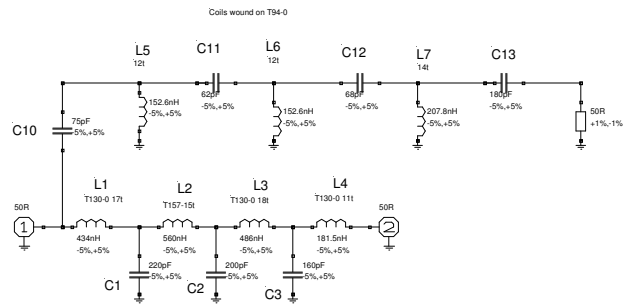 Coils wound on T94-0
L5
12t
C11
L6
12t
C12
L7
14t
C13
152.6nH
-5%,+5%
62pF
-5%,+5%
152.6nH
-5%,+5%
68pF
-5%,+5%
207.8nH
-5%,+5%
180pF
-5%,+5%
50R
+1%,-1%
C10
75pF
-5%,+5%
L1
T130-0 17t
L2
T157-15t
L3
T130-0 18t
L4
T130-0 11t
50R
1
434nH
-5%,+5%
560nH
-5%,+5%
486nH
-5%,+5%
181.5nH
-5%,+5%
50R
2
C1
220pF
-5%,+5%
C2
200pF
-5%,+5%
C3
160pF
-5%,+5%